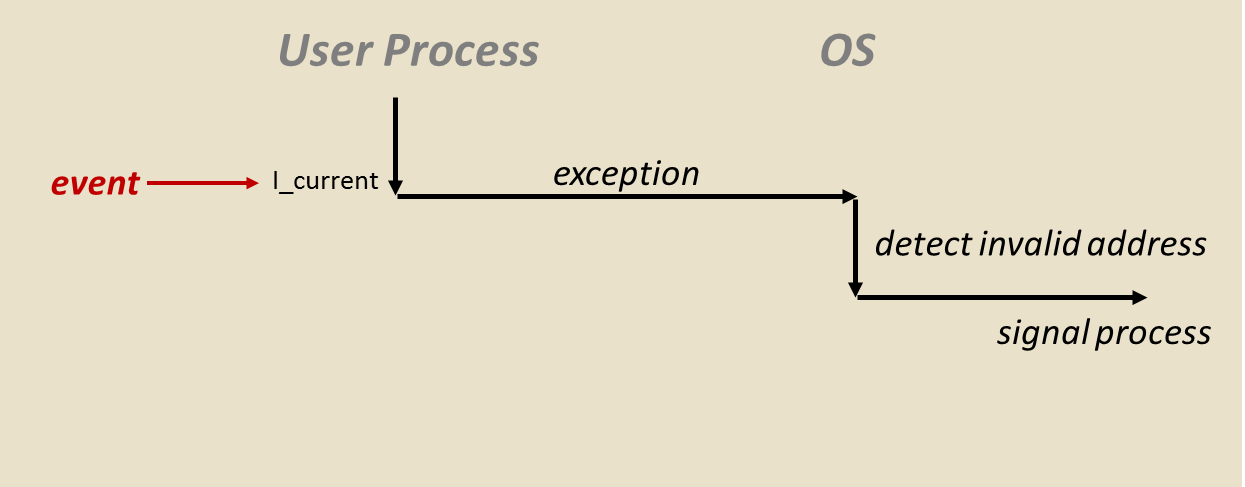 User Process
OS
event
I_current
exception
detect invalid address
signal process